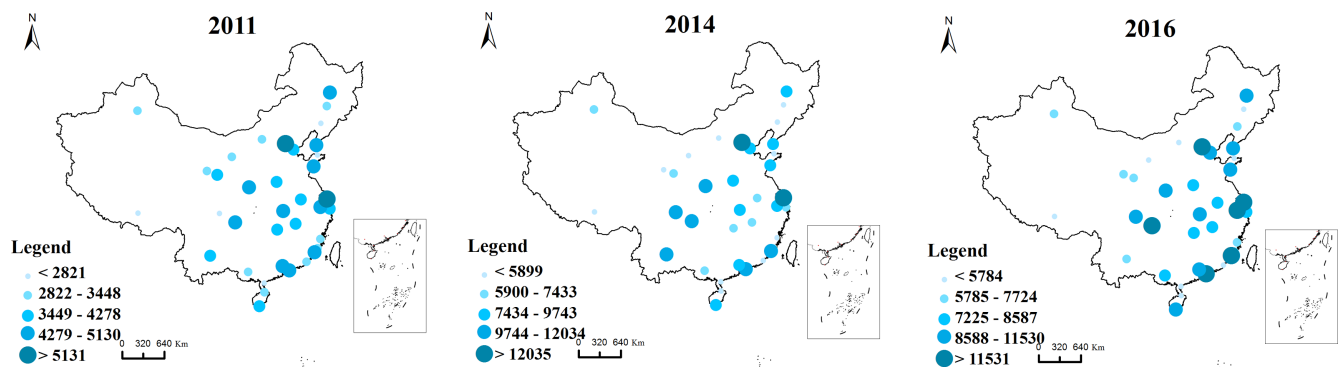 N
2011
Legend
< 2821
2822 - 3448
3449 - 4278
4279 - 5130
> 5131
0 320 640 Km
N
2014
Legend
< 5899
5900 - 7433
7434 - 9743
9744 - 12034
> 12035
0 320 640 Km
N
2016
Legend
< 5784
5785 - 7724
7225 - 8587
8588 - 11530
> 11531
0 320 640 Km